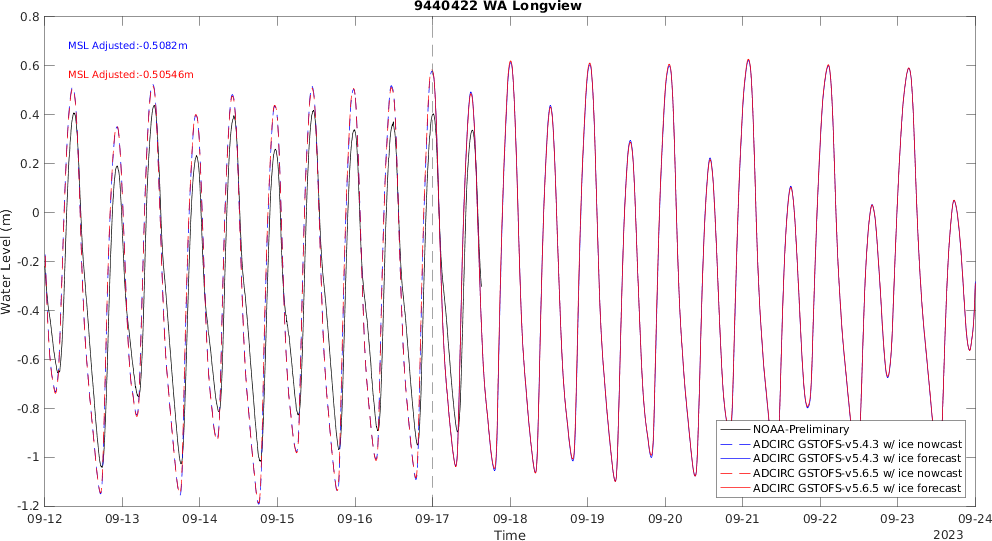 9440422 WA Longview
MSL Adjusted:-0.5082m
MSL Adjusted:-0.50546m
Water Level (m)
0.8
0.6
0.4
0.2
0
-0.2
-0.4
-0.6
-0.8
-1
-1.2
NOAA-Preliminary
ADCIRC GSTOFS-v5.4.3 w/ ice nowcast
ADCIRC GSTOFS-v5.4.3 w/ ice forecast
ADCIRC GSTOFS-v5.6.5 w/ ice nowcast
ADCIRC GSTOFS-v5.6.5 w/ ice forecast
09-12 09-13 09-14 09-15 09-16 09-17 09-18 09-19 09-20 09-21 09-22 09-23 09-24
Time
2023